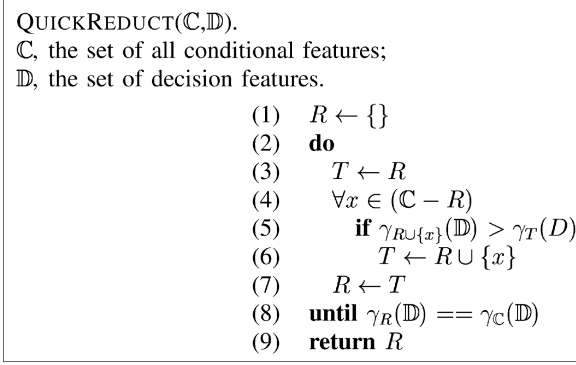 QUICKREDUCT(ℂ,𝔻).
ℂ, the set of all conditional features;
𝔻, the set of decision features.
(1) R ← {}
(2) do
(3) T ← R
(4) ∀x ∈ (ℂ − R)
(5) if γ_{R∪{x}}(𝔻) > γ_T(D)
(6) T ← R ∪ {x}
(7) R ← T
(8) until γ_R(𝔻) == γ_ℂ(𝔻)
(9) return R